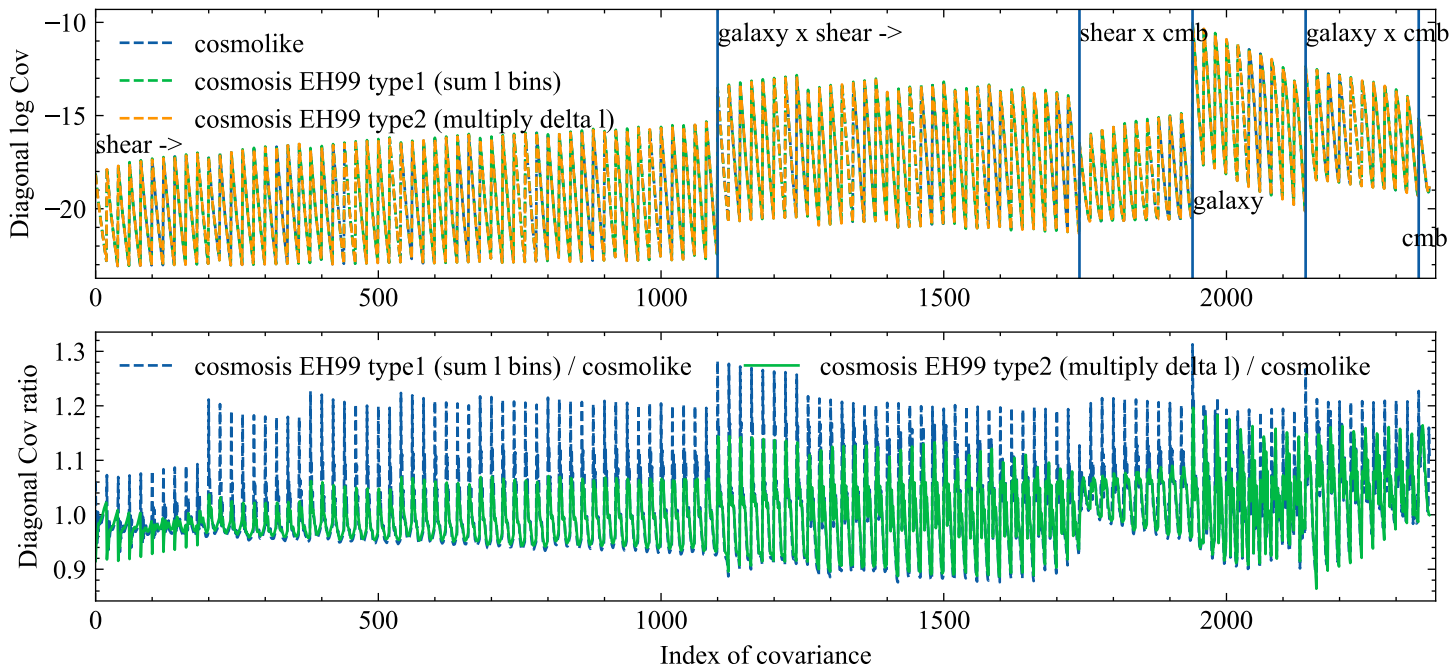 −10
−15
−20
Diagonal log Cov
cosmolike
cosmosis EH99 type1 (sum l bins)
cosmosis EH99 type2 (multiply delta l)
shear ->
galaxy x shear ->
shear x cmb
galaxy x cmb
galaxy
cmb
0 500 1000 1500 2000
1.3
1.2
1.1
1.0
0.9
Diagonal Cov ratio
cosmosis EH99 type1 (sum l bins) / cosmolike
cosmosis EH99 type2 (multiply delta l) / cosmolike
0 500 1000 1500 2000
Index of covariance